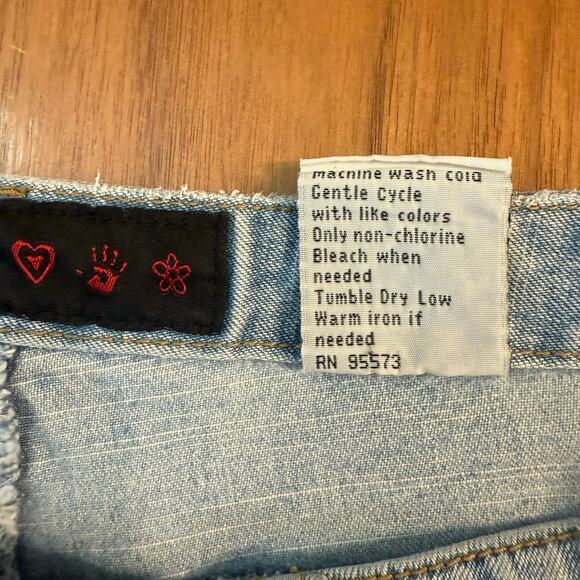 Machine wash cold
Gentle Cycle
with like colors
Only non-chlorine
Bleach when
needed
Tumble Dry Low
Warm iron if
needed
RN 95573